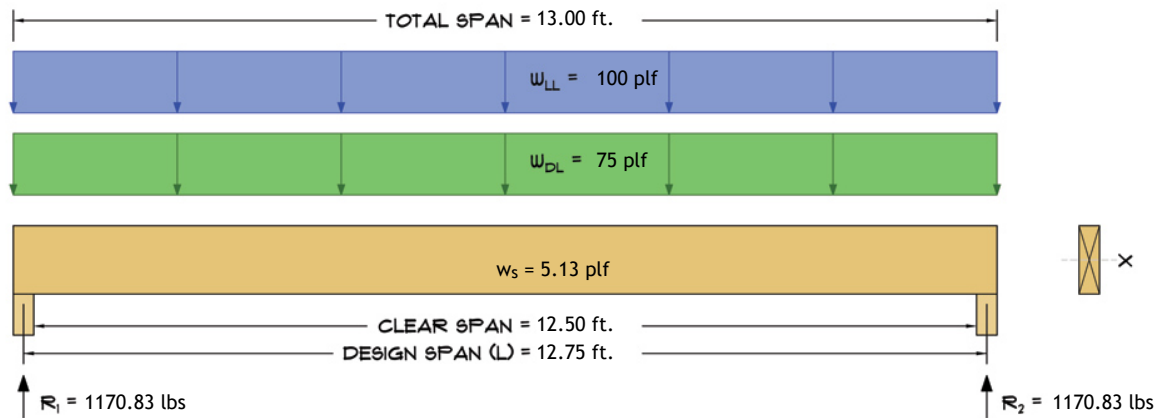 TOTAL SPAN = 13.00 ft.
WLL = 100 plf
WDL = 75 plf
ws = 5.13 plf
X
CLEAR SPAN = 12.50 ft.
DESIGN SPAN (L) = 12.75 ft.
R1 = 1170.83 lbs
R2 = 1170.83 lbs